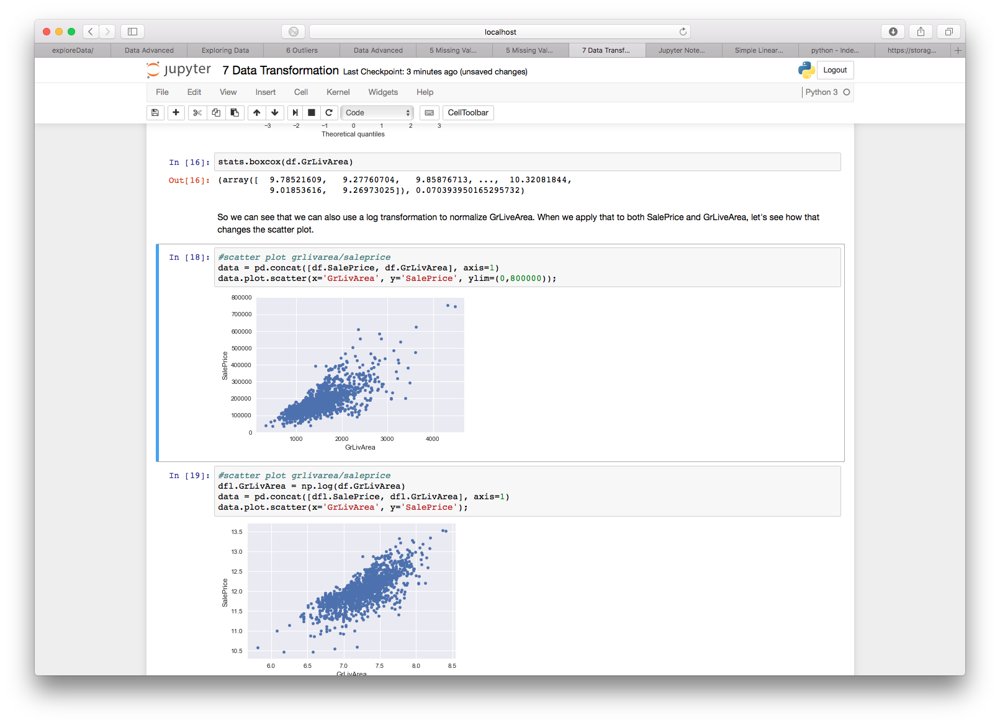 localhost
exploreData/ Data Advanced Exploring Data 6 Outliers Data Advanced 5 Missing Val... 5 Missing Val... 7 Data Transf... Jupyter Note... Simple Linear... python - Inde... https://storag...
jupyter 7 Data Transformation Last Checkpoint: 3 minutes ago (unsaved changes) Logout
File Edit View Insert Cell Kernel Widgets Help Python 3
Code CellToolbar
−3 −2 −1 0 1 2 3
Theoretical quantiles
In [16]: stats.boxcox(df.GrLivArea)
Out[16]: (array([ 9.78521609, 9.27760704, 9.85876713, ..., 10.32081844,
9.01853616, 9.26973025]), 0.070393950165295732)
So we can see that we can also use a log transformation to normalize GrLiveArea. When we apply that to both SalePrice and GrLiveArea, let's see how that
changes the scatter plot.
In [18]: #scatter plot grlivarea/saleprice
data = pd.concat([df.SalePrice, df.GrLivArea], axis=1)
data.plot.scatter(x='GrLivArea', y='SalePrice', ylim=(0,800000));
800000
700000
600000
500000
400000
300000
200000
100000
0
SalePrice
1000 2000 3000 4000
GrLivArea
In [19]: #scatter plot grlivarea/saleprice
dfl.GrLivArea = np.log(df.GrLivArea)
data = pd.concat([dfl.SalePrice, dfl.GrLivArea], axis=1)
data.plot.scatter(x='GrLivArea', y='SalePrice');
13.5
13.0
12.5
12.0
11.5
11.0
10.5
SalePrice
6.0 6.5 7.0 7.5 8.0 8.5
GrLivArea